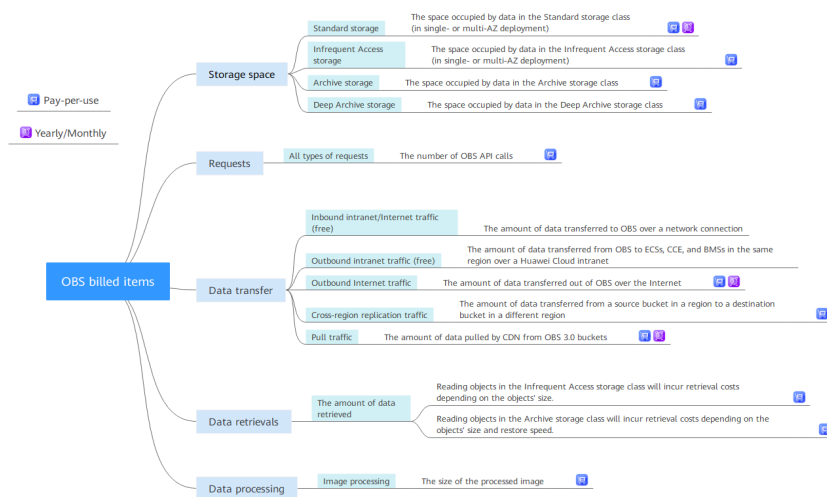 Pay-per-use
Yearly/Monthly
OBS billed items
Storage space
Standard storage
The space occupied by data in the Standard storage class
(in single- or multi-AZ deployment)
Infrequent Access
storage
The space occupied by data in the Infrequent Access storage class
(in single- or multi-AZ deployment)
Archive storage
The space occupied by data in the Archive storage class
Deep Archive storage
The space occupied by data in the Deep Archive storage class
Requests
All types of requests
The number of OBS API calls
Data transfer
Inbound intranet/Internet traffic
(free)
The amount of data transferred to OBS over a network connection
Outbound intranet traffic (free)
The amount of data transferred from OBS to ECSs, CCE, and BMSs in the same
region over a Huawei Cloud intranet
Outbound Internet traffic
The amount of data transferred out of OBS over the Internet
Cross-region replication traffic
The amount of data transferred from a source bucket in a region to a destination
bucket in a different region
Pull traffic
The amount of data pulled by CDN from OBS 3.0 buckets
Data retrievals
The amount of data
retrieved
Reading objects in the Infrequent Access storage class will incur retrieval costs
depending on the objects' size.
Reading objects in the Archive storage class will incur retrieval costs depending on the
objects' size and restore speed.
Data processing
Image processing
The size of the processed image